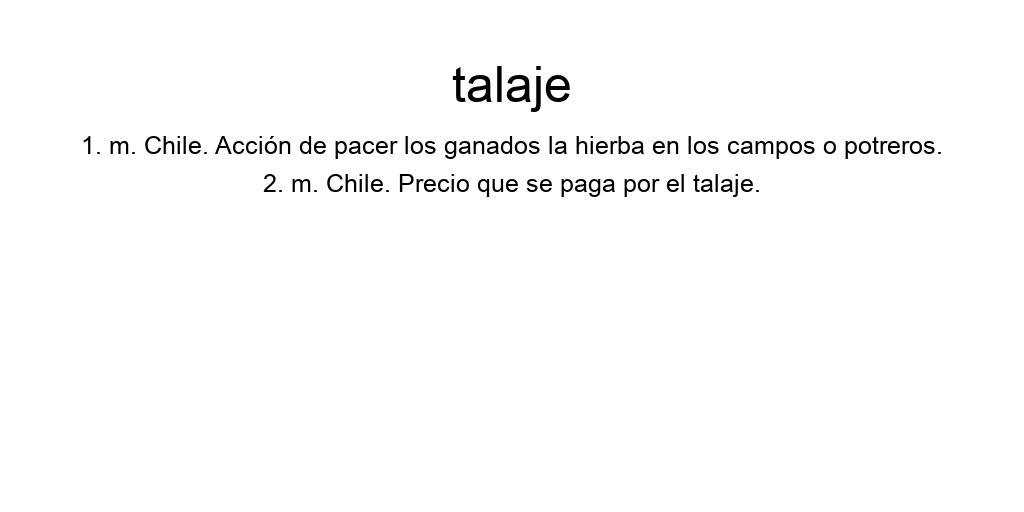 talaje
1. m. Chile. Acción de pacer los ganados la hierba en los campos o potreros.
2. m. Chile. Precio que se paga por el talaje.